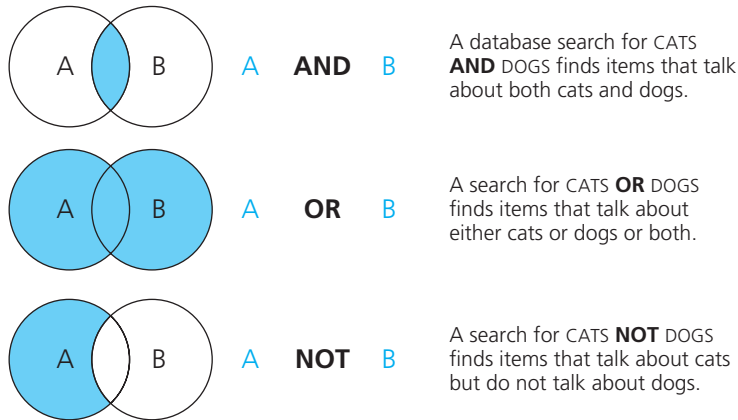 A B A AND B A database search for CATS
AND DOGS finds items that talk
about both cats and dogs.
A B A OR B A search for CATS OR DOGS
finds items that talk about
either cats or dogs or both.
A B A NOT B A search for CATS NOT DOGS
finds items that talk about cats
but do not talk about dogs.